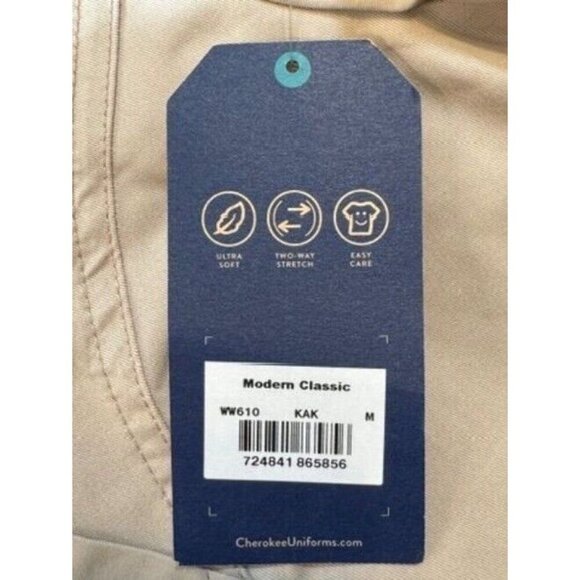 ULTRA SOFT
TWO-WAY STRETCH
EASY CARE
Modern Classic
WW610 KAK M
724841 865856
CherokeeUniforms.com